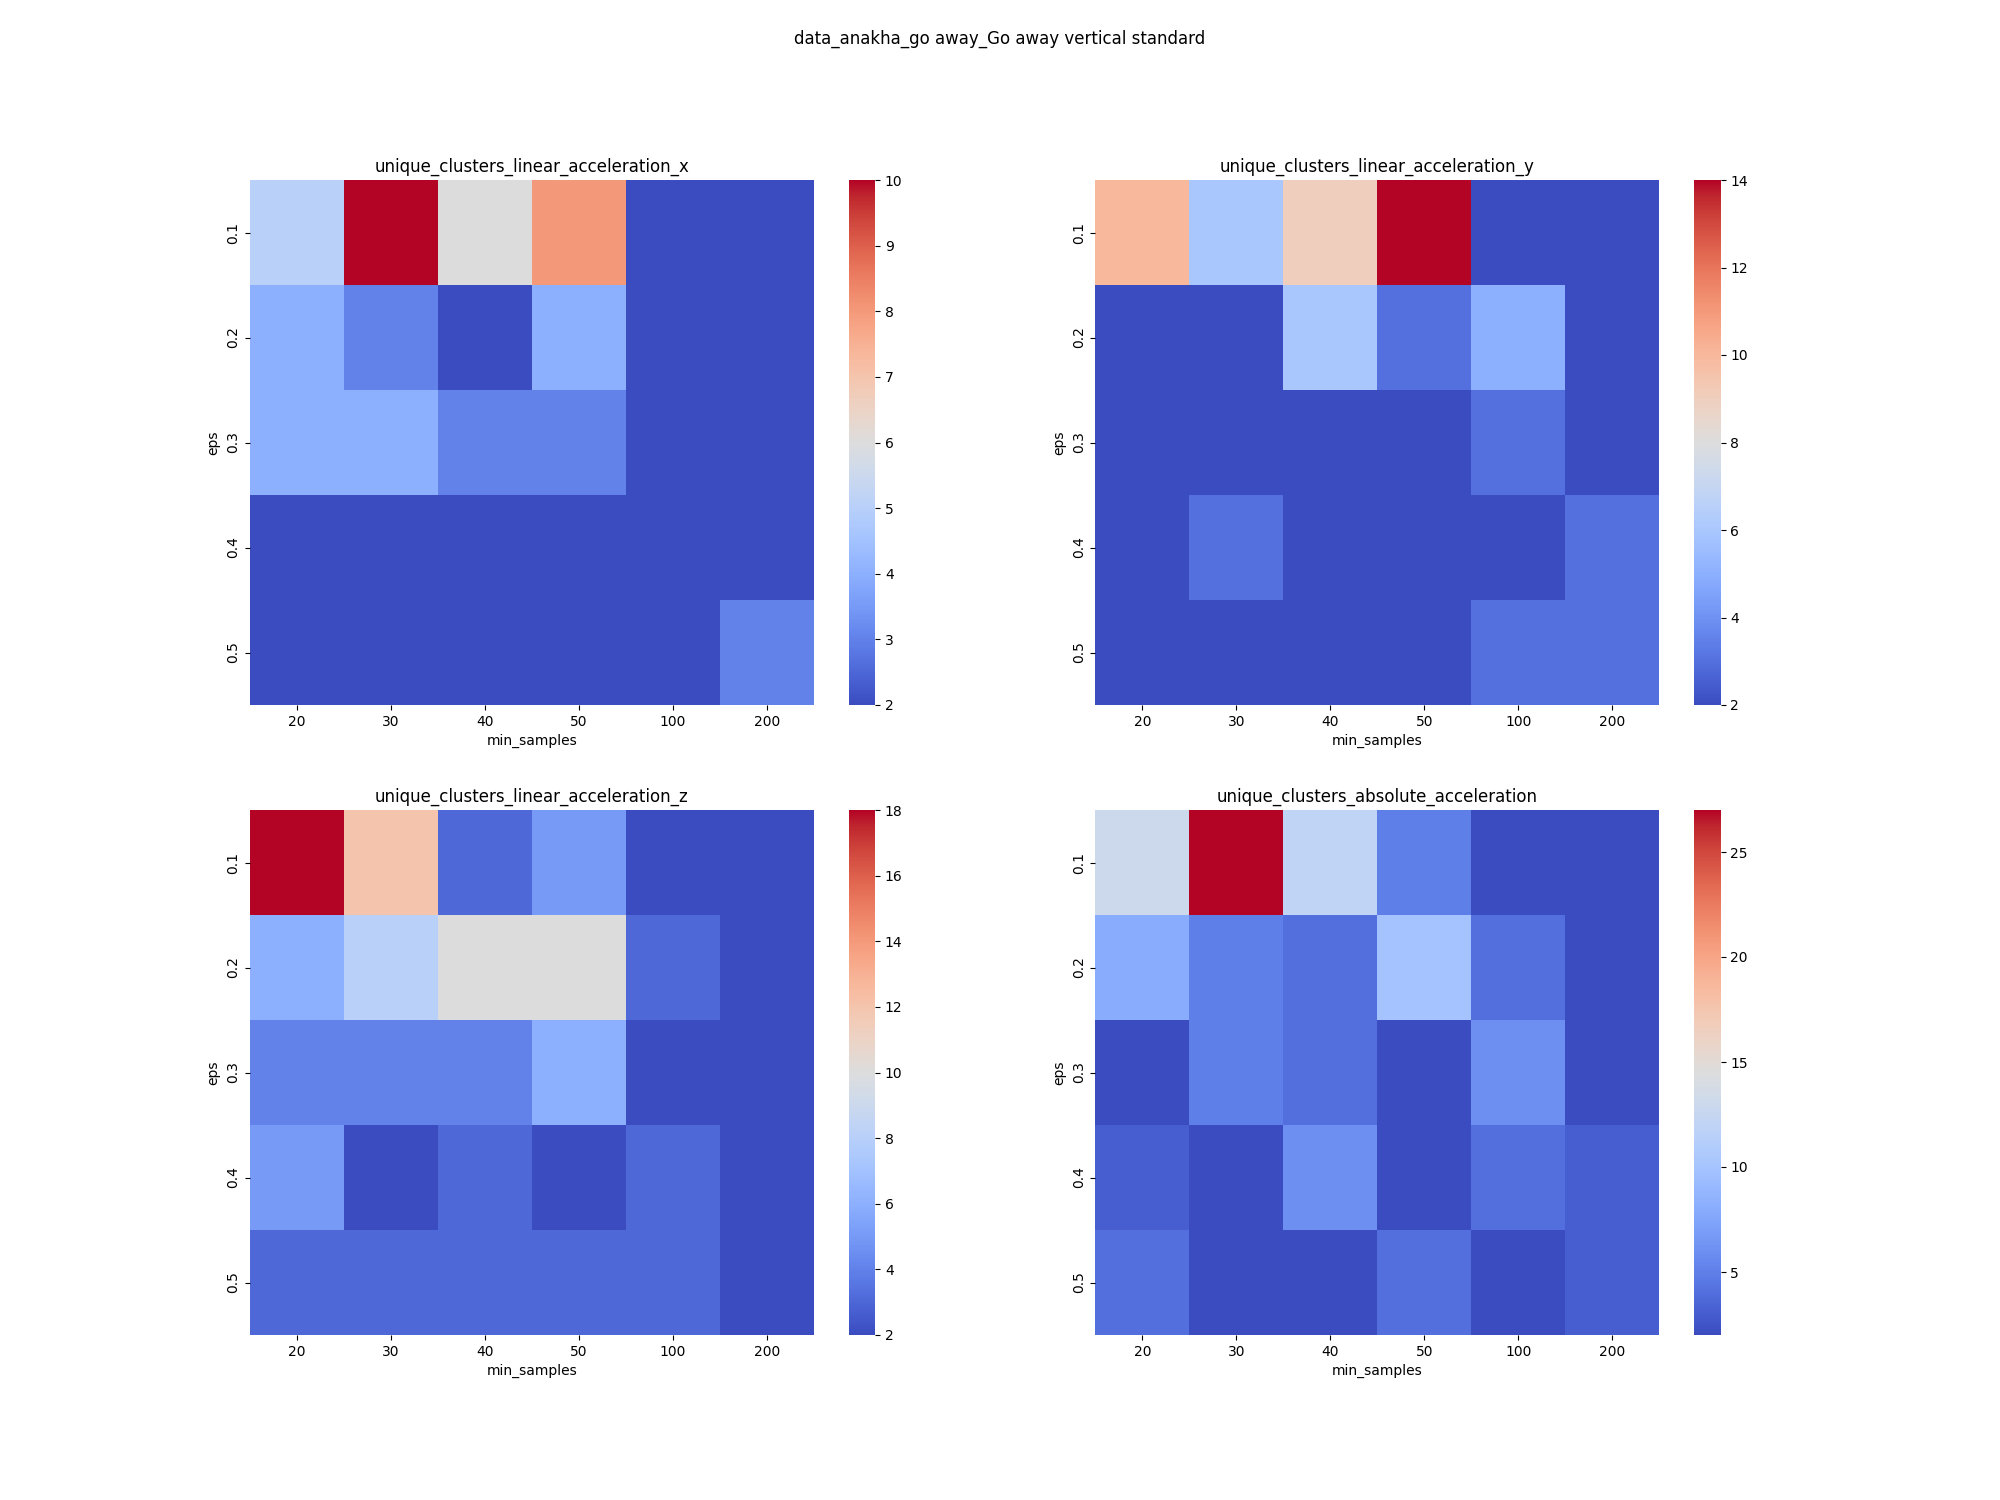 data_anakha_go away_Go away vertical standard
unique_clusters_linear_acceleration_x
eps
0.1
0.2
0.3
0.4
0.5
20 30 40 50 100 200
min_samples
10
9
8
7
6
5
4
3
2
unique_clusters_linear_acceleration_y
eps
0.1
0.2
0.3
0.4
0.5
20 30 40 50 100 200
min_samples
14
12
10
8
6
4
2
unique_clusters_linear_acceleration_z
eps
0.1
0.2
0.3
0.4
0.5
20 30 40 50 100 200
min_samples
18
16
14
12
10
8
6
4
2
unique_clusters_absolute_acceleration
eps
0.1
0.2
0.3
0.4
0.5
20 30 40 50 100 200
min_samples
25
20
15
10
5